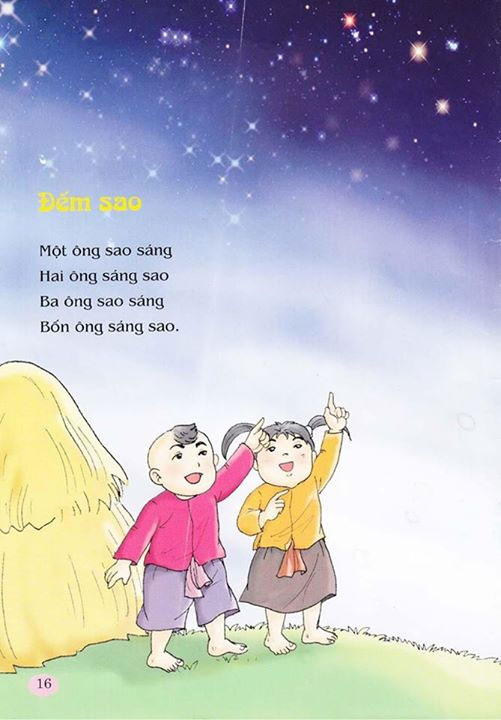 Đếm sao
Một ông sao sáng
Hai ông sáng sao
Ba ông sao sáng
Bốn ông sáng sao.
16